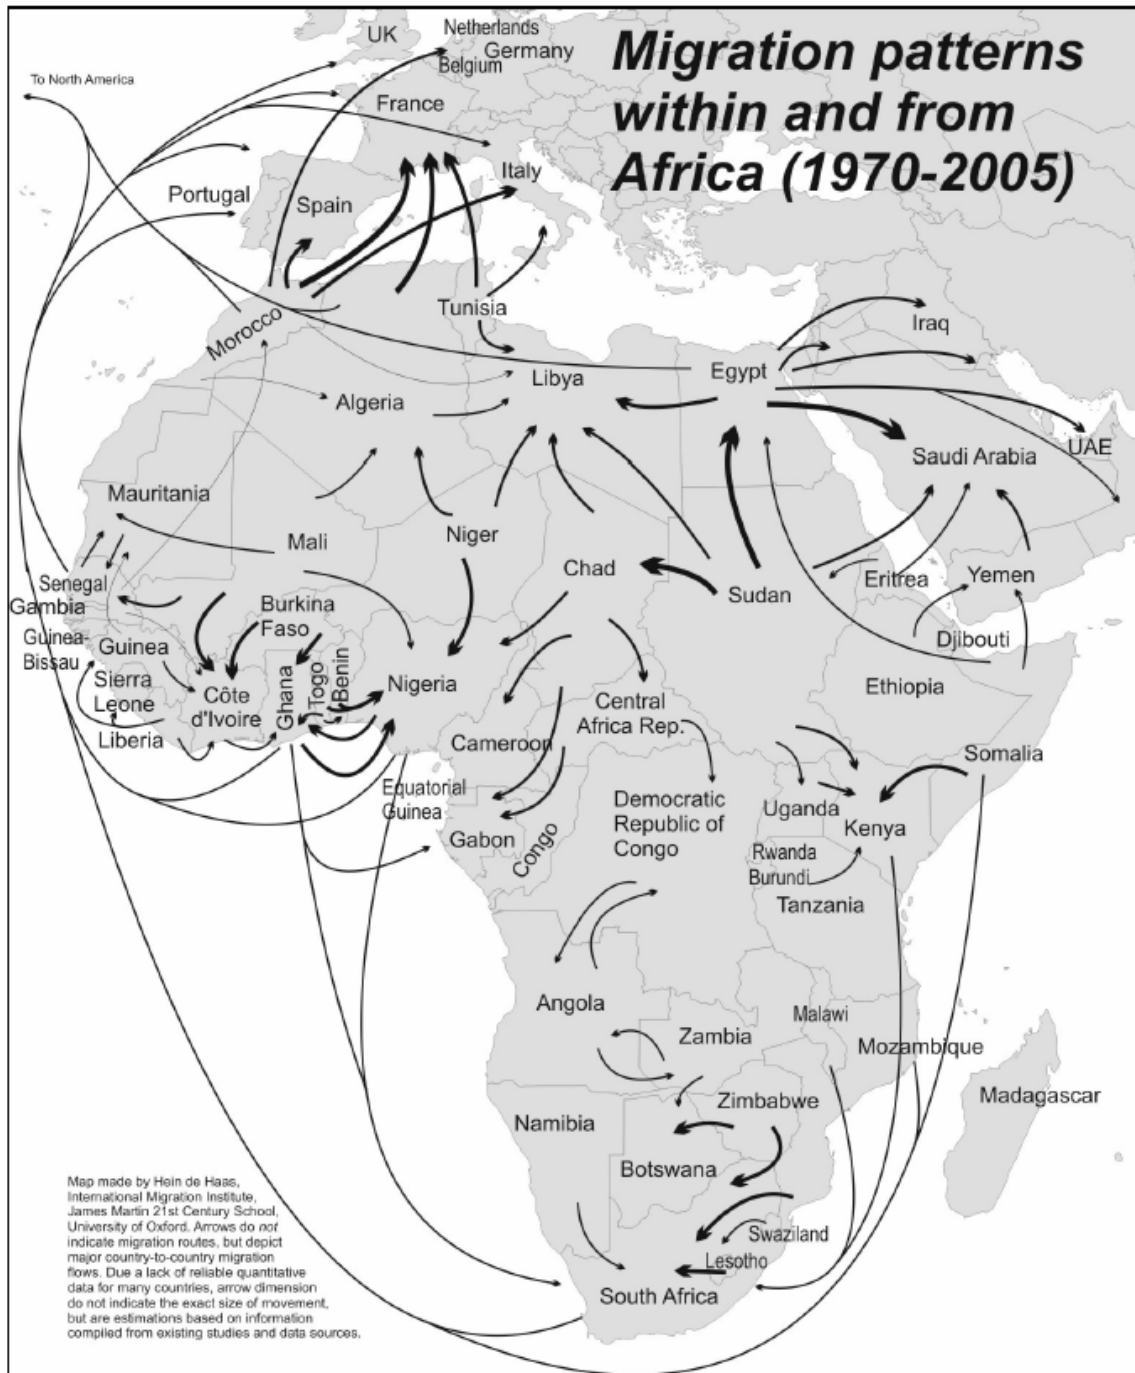 Migration patterns
within and from
Africa (1970-2005)
UK
Netherlands
Germany
Belgium
To North America
France
Italy
Portugal
Spain
Tunisia
Iraq
Morocco
Libya
Egypt
Algeria
UAE
Saudi Arabia
Mauritania
Niger
Mali
Chad
Yemen
Eritrea
Senegal
Sudan
Gambia
Burkina
Faso
Guinea-
Bissau
Guinea
Djibouti
Sierra
Leone
Côte
d'Ivoire
Ghana
Togo
Benin
Nigeria
Ethiopia
Central
Africa Rep.
Liberia
Cameroon
Somalia
Equatorial
Guinea
Democratic
Republic of
Congo
Uganda
Kenya
Gabon
Congo
Rwanda
Burundi
Tanzania
Angola
Malawi
Zambia
Mozambique
Madagascar
Zimbabwe
Namibia
Botswana
Swaziland
Lesotho
South Africa
Map made by Hein de Haas,
International Migration Institute,
James Martin 21st Century School,
University of Oxford. Arrows do not
indicate migration routes, but depict
major country-to-country migration
flows. Due a lack of reliable quantitative
data for many countries, arrow dimension
do not indicate the exact size of movement,
but are estimations based on information
compiled from existing studies and data sources.